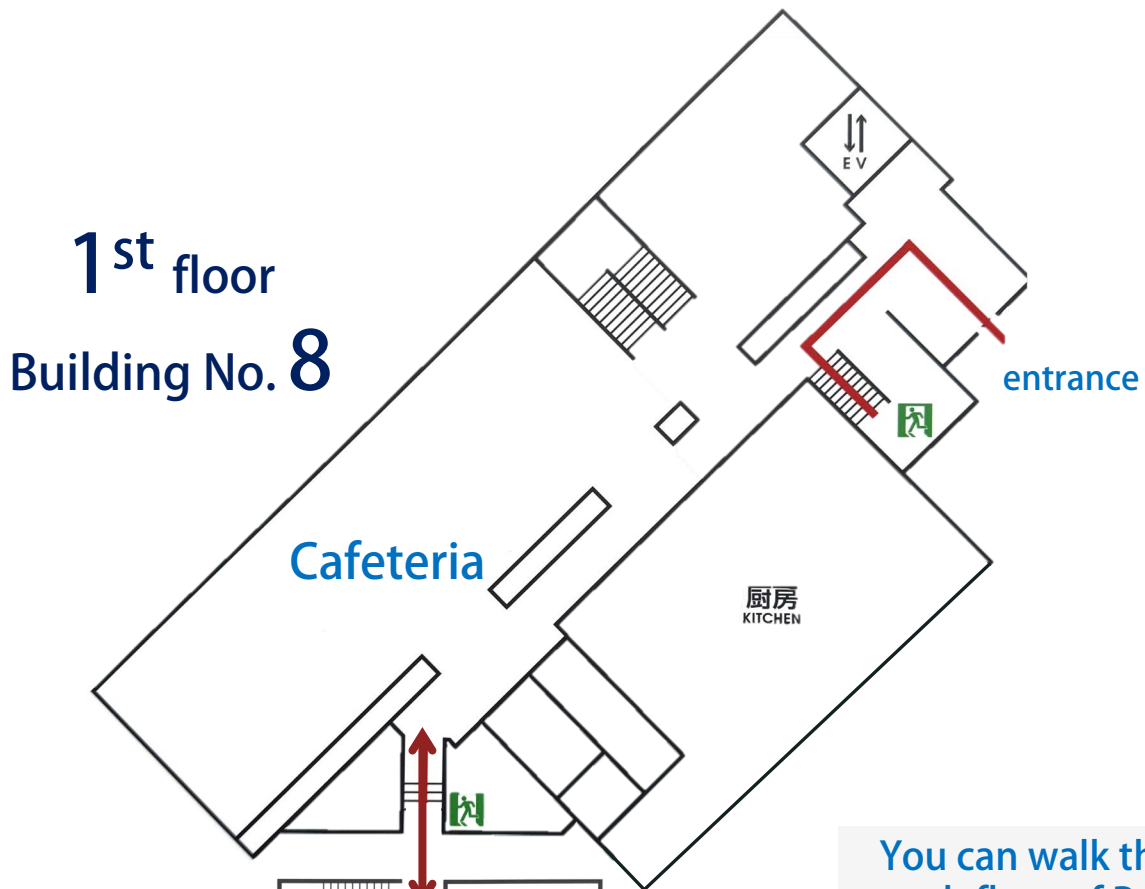 EV
1st floor
Building No. 8
entrance
Cafeteria
厨房
KITCHEN
You can walk th